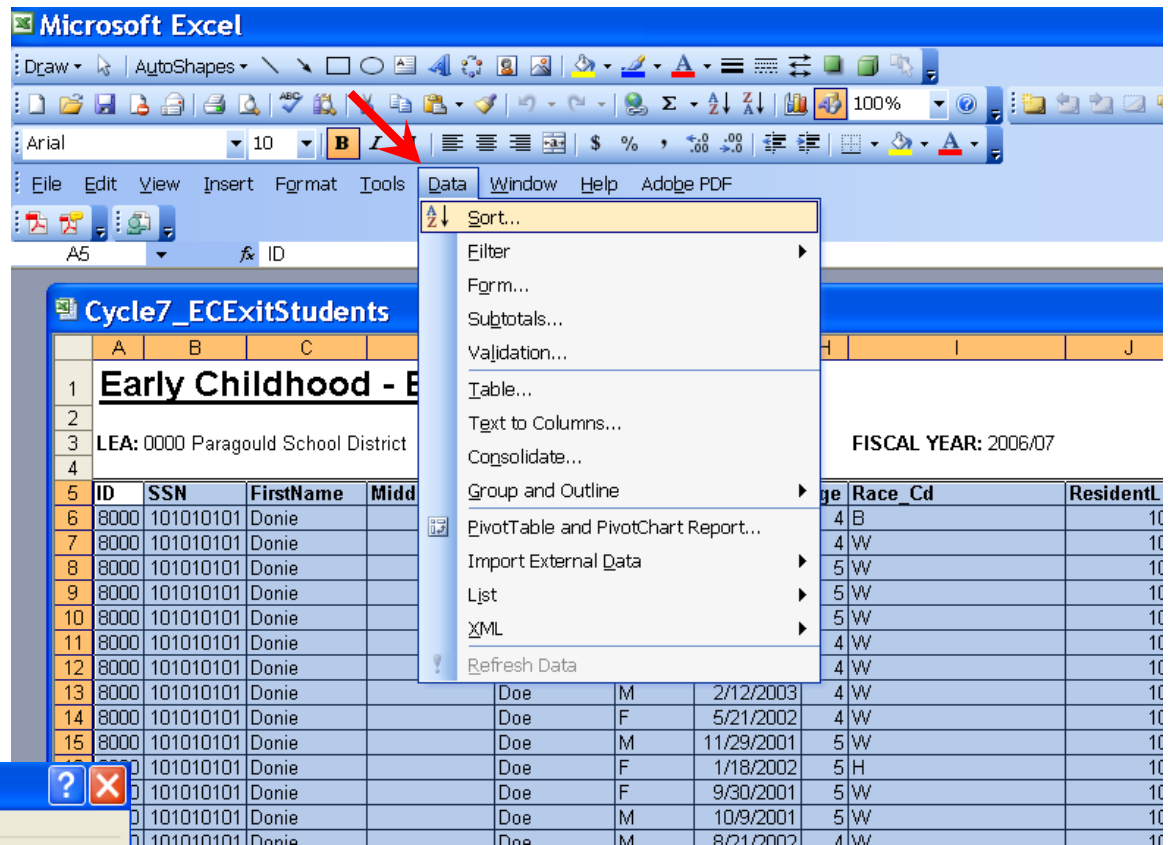 Microsoft Excel
Draw AutoShapes
100%
Arial 10 B I $ % ,
File Edit View Insert Format Tools Data Window Help Adobe PDF
A5 fx ID
Sort...
Filter
Form...
Subtotals...
Validation...
Table...
Text to Columns...
Consolidate...
Group and Outline
PivotTable and PivotChart Report...
Import External Data
List
XML
Refresh Data
Cycle7_ECExitStudents
A B C H I J
1 Early Childhood - E
2
3 LEA: 0000 Paragould School District FISCAL YEAR: 2006/07
4
5 ID SSN FirstName Midd ge Race_Cd ResidentL
6 8000 101010101 Donie 4 B 10
7 8000 101010101 Donie 4 W 10
8 8000 101010101 Donie 5 W 10
9 8000 101010101 Donie 5 W 10
10 8000 101010101 Donie 5 W 10
11 8000 101010101 Donie 4 W 10
12 8000 101010101 Donie 4 W 10
13 8000 101010101 Donie Doe M 2/12/2003 4 W 10
14 8000 101010101 Donie Doe F 5/21/2002 4 W 10
15 8000 101010101 Donie Doe M 11/29/2001 5 W 10
101010101 Donie Doe F 1/18/2002 5 H 10
0 101010101 Donie Doe F 9/30/2001 5 W 10
0 101010101 Donie Doe M 10/9/2001 5 W 10
0 101010101 Donie Doe M 8/21/2002 4 W 10